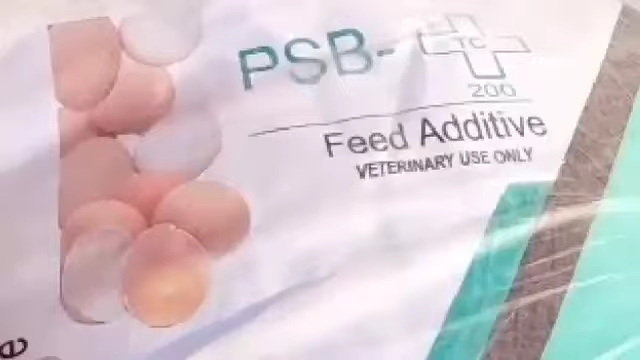 PSB-
TC
200
Feed Additive
VETERINARY USE ONLY
e